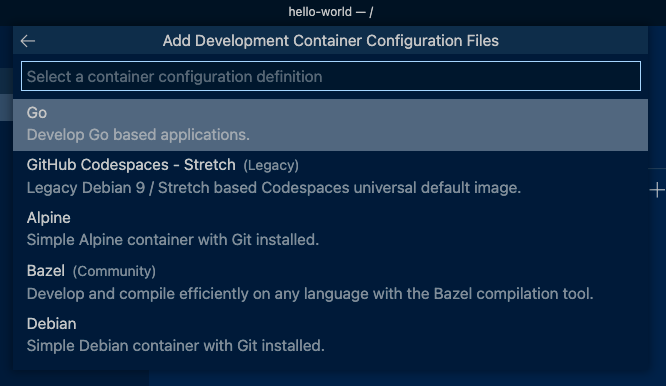 hello-world — /
Add Development Container Configuration Files
Select a container configuration definition
Go
Develop Go based applications.
GitHub Codespaces - Stretch (Legacy)
Legacy Debian 9 / Stretch based Codespaces universal default image.
Alpine
Simple Alpine container with Git installed.
Bazel (Community)
Develop and compile efficiently on any language with the Bazel compilation tool.
Debian
Simple Debian container with Git installed.